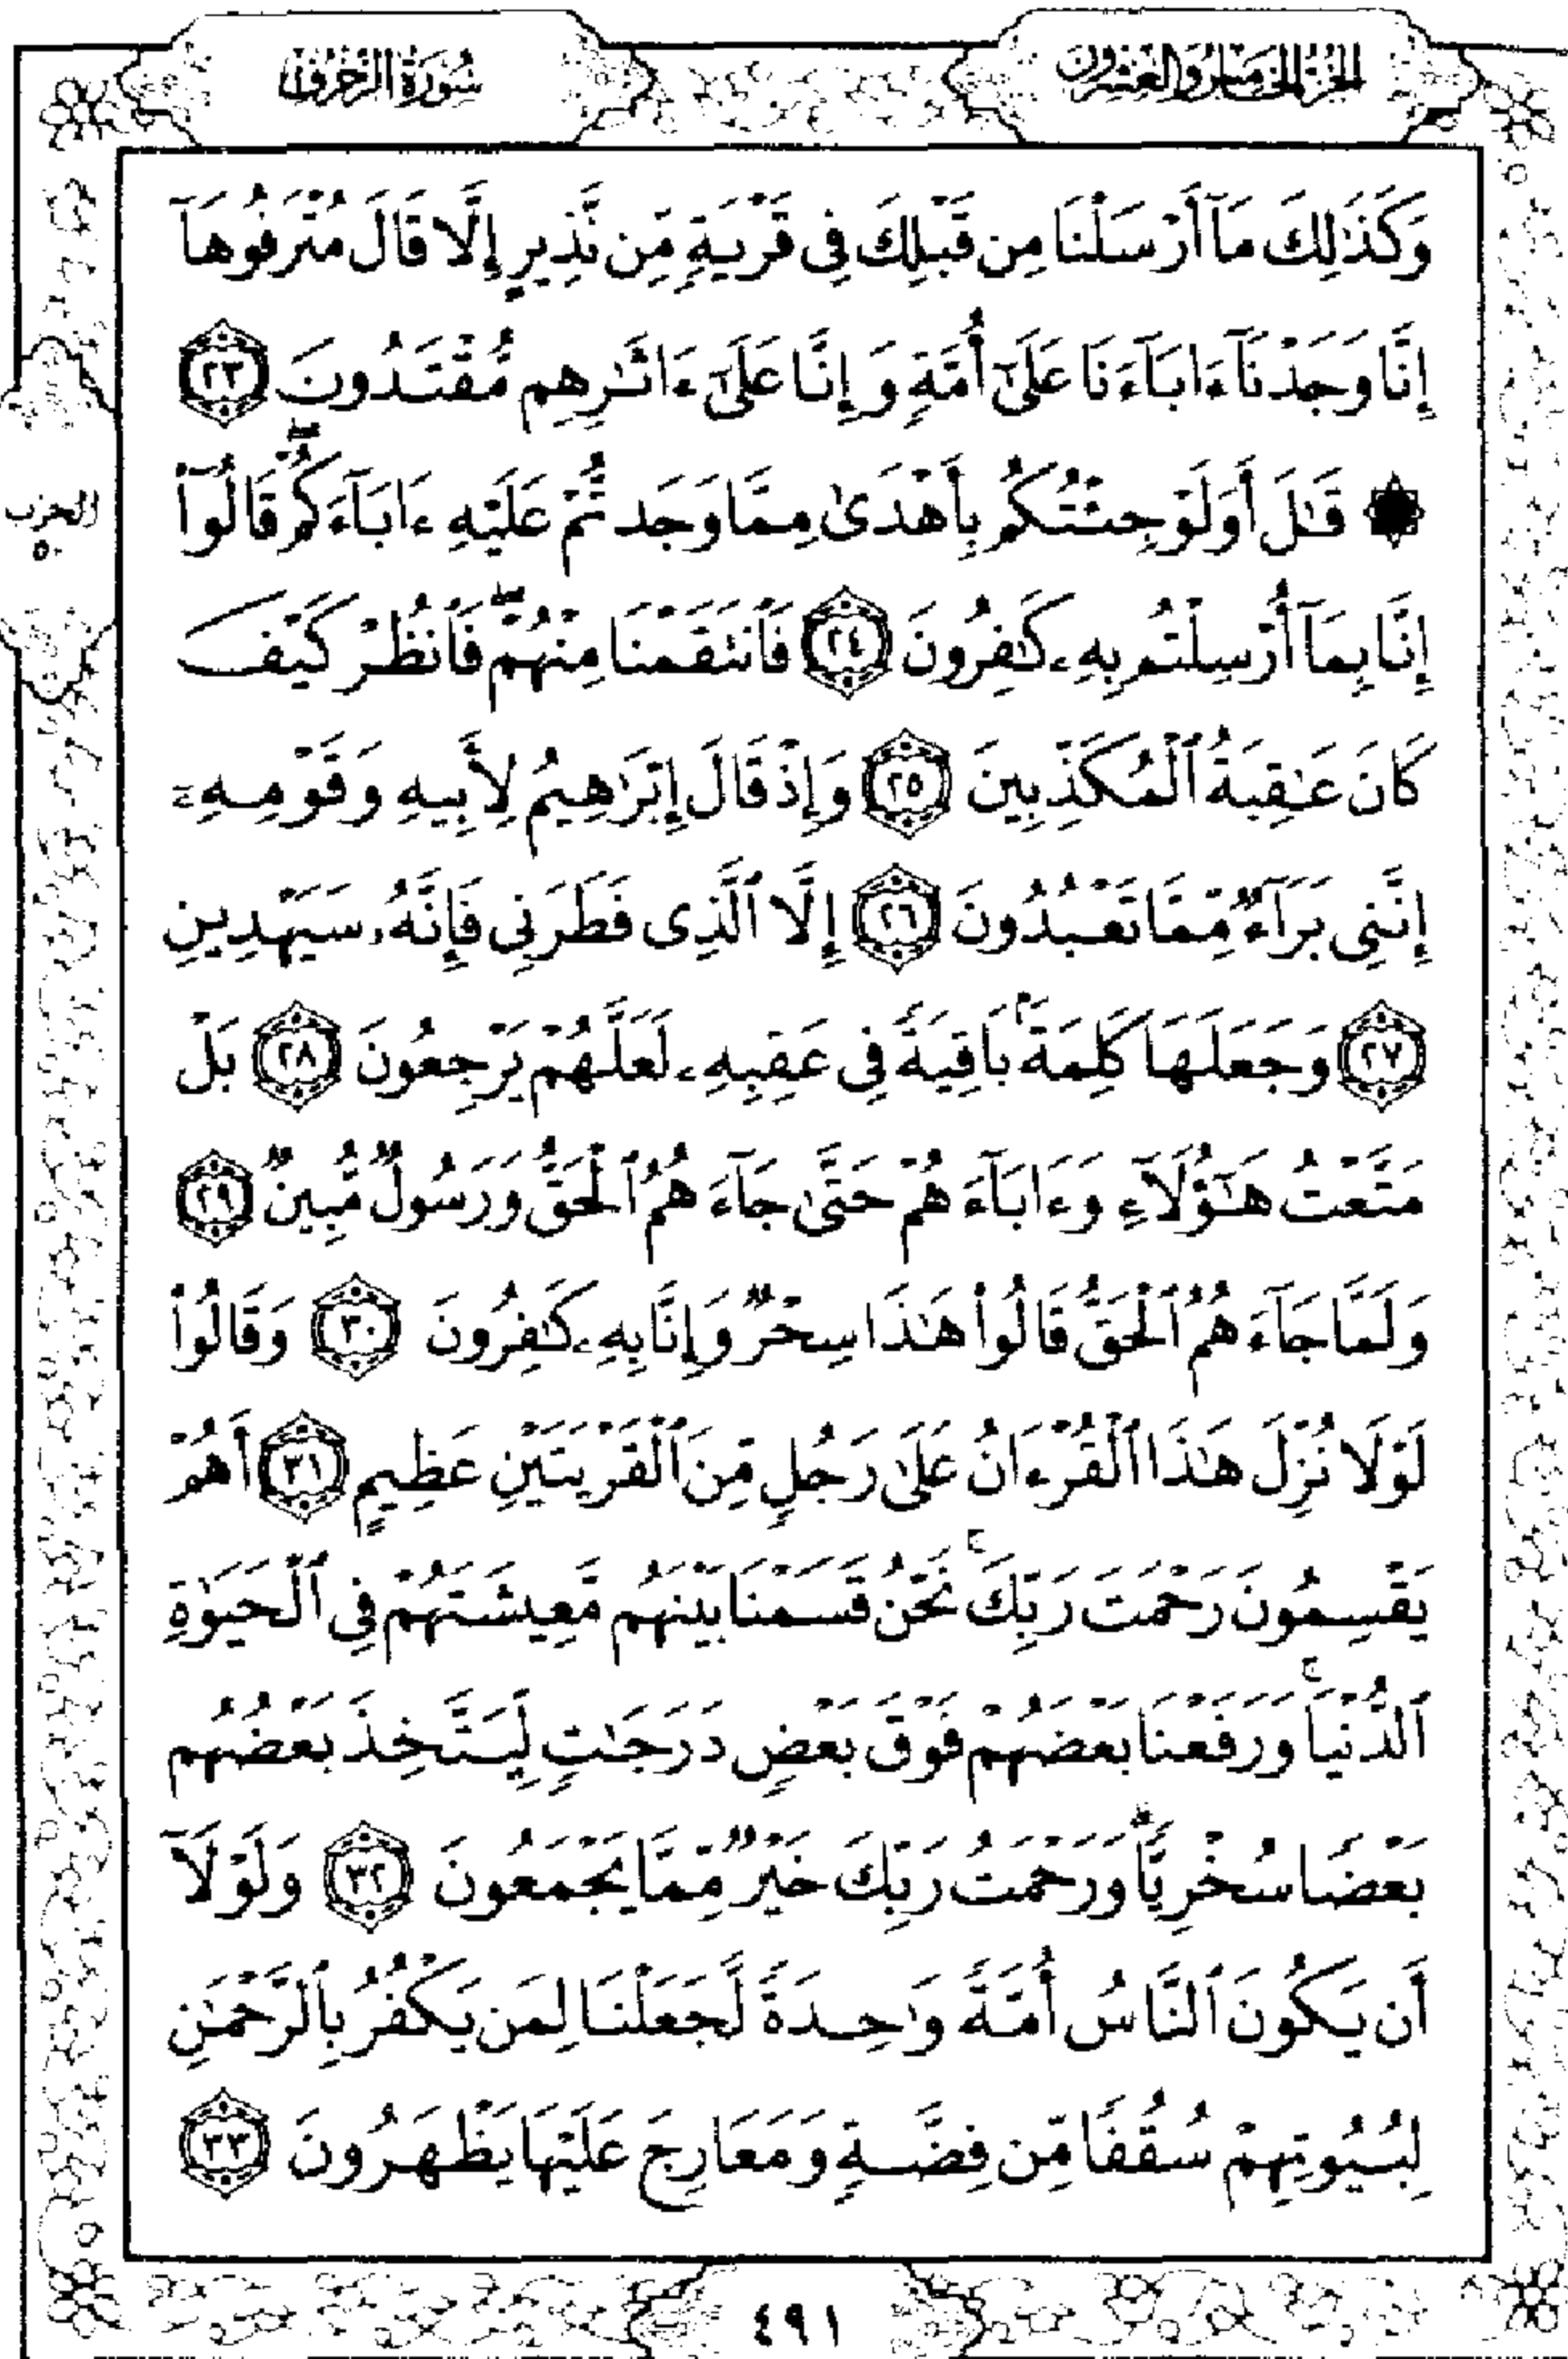 الجزء الخامس والعشرون
سورة الزخرف
وَكَذَٰلِكَ مَآ أَرْسَلْنَا مِن قَبْلِكَ فِى قَرْيَةٍ مِّن نَّذِيرٍ إِلَّا قَالَ مُتْرَفُوهَآ
إِنَّا وَجَدْنَآ ءَابَآءَنَا عَلَىٰٓ أُمَّةٍ وَإِنَّا عَلَىٰٓ ءَاثَٰرِهِم مُّقْتَدُونَ ٢٣
۞ قَٰلَ أَوَلَوْ جِئْتُكُم بِأَهْدَىٰ مِمَّا وَجَدتُّمْ عَلَيْهِ ءَابَآءَكُمْۖ قَالُوٓا۟
إِنَّا بِمَآ أُرْسِلْتُم بِهِۦ كَٰفِرُونَ ٢٤ فَٱنتَقَمْنَا مِنْهُمْۖ فَٱنظُرْ كَيْفَ
كَانَ عَٰقِبَةُ ٱلْمُكَذِّبِينَ ٢٥ وَإِذْ قَالَ إِبْرَٰهِيمُ لِأَبِيهِ وَقَوْمِهِۦٓ
إِنَّنِى بَرَآءٌ مِّمَّا تَعْبُدُونَ ٢٦ إِلَّا ٱلَّذِى فَطَرَنِى فَإِنَّهُۥ سَيَهْدِينِ
٢٧ وَجَعَلَهَا كَلِمَةًۢ بَاقِيَةً فِى عَقِبِهِۦ لَعَلَّهُمْ يَرْجِعُونَ ٢٨ بَلْ
مَتَّعْتُ هَٰٓؤُلَآءِ وَءَابَآءَهُمْ حَتَّىٰ جَآءَهُمُ ٱلْحَقُّ وَرَسُولٌ مُّبِينٌ ٢٩
وَلَمَّا جَآءَهُمُ ٱلْحَقُّ قَالُوا۟ هَٰذَا سِحْرٌ وَإِنَّا بِهِۦ كَٰفِرُونَ ٣٠ وَقَالُوا۟
لَوْلَا نُزِّلَ هَٰذَا ٱلْقُرْءَانُ عَلَىٰ رَجُلٍ مِّنَ ٱلْقَرْيَتَيْنِ عَظِيمٍ ٣١ أَهُمْ
يَقْسِمُونَ رَحْمَتَ رَبِّكَۚ نَحْنُ قَسَمْنَا بَيْنَهُم مَّعِيشَتَهُمْ فِى ٱلْحَيَوٰةِ
ٱلدُّنْيَاۚ وَرَفَعْنَا بَعْضَهُمْ فَوْقَ بَعْضٍ دَرَجَٰتٍ لِّيَتَّخِذَ بَعْضُهُم
بَعْضًا سُخْرِيًّاۗ وَرَحْمَتُ رَبِّكَ خَيْرٌ مِّمَّا يَجْمَعُونَ ٣٢ وَلَوْلَآ
أَن يَكُونَ ٱلنَّاسُ أُمَّةً وَٰحِدَةً لَّجَعَلْنَا لِمَن يَكْفُرُ بِٱلرَّحْمَٰنِ
لِبُيُوتِهِمْ سُقُفًا مِّن فِضَّةٍ وَمَعَارِجَ عَلَيْهَا يَظْهَرُونَ ٣٣
الحزب
٥٠
٤٩١